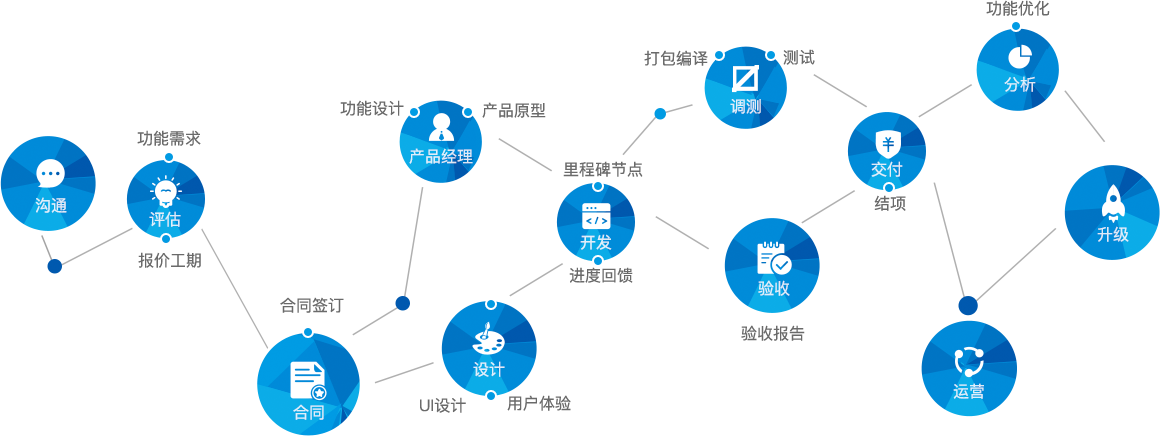 沟通
功能需求
评估
报价工期
合同签订
合同
功能设计
产品原型
产品经理
设计
UI设计
用户体验
里程碑节点
开发
进度回馈
打包编译
测试
调测
验收
验收报告
交付
结项
功能优化
分析
升级
运营